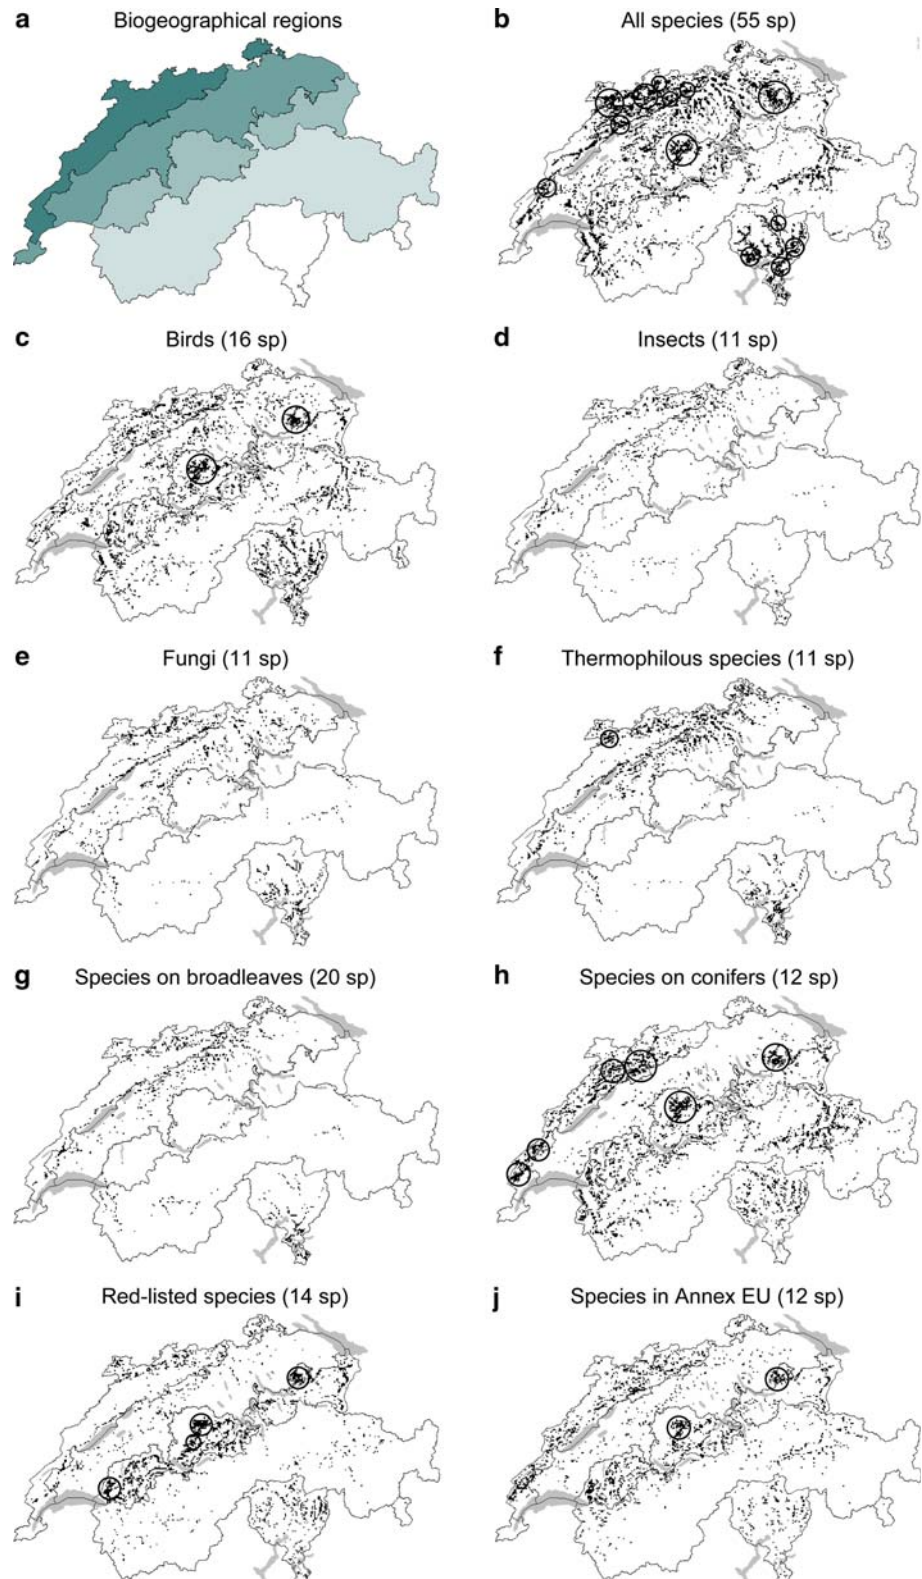 a Biogeographical regions
b All species (55 sp)
c Birds (16 sp)
d Insects (11 sp)
e Fungi (11 sp)
f Thermophilous species (11 sp)
g Species on broadleaves (20 sp)
h Species on conifers (12 sp)
i Red-listed species (14 sp)
j Species in Annex EU (12 sp)